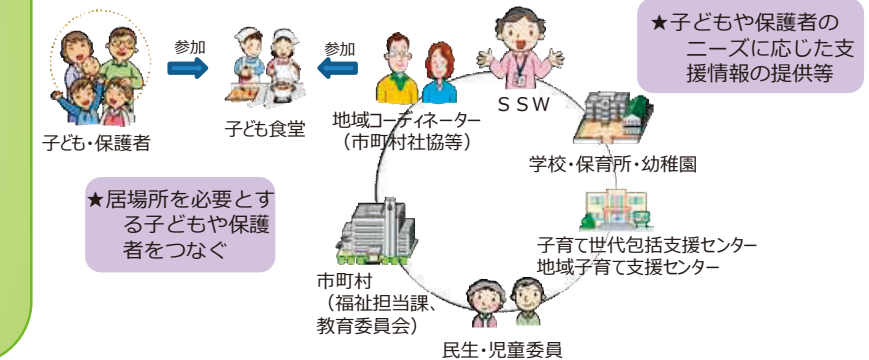 ★子どもや保護者の
ニーズに応じた支
援情報の提供等
参加
参加
子ども・保護者
子ども食堂
地域コーディネーター
（市町村社協等）
ＳＳＷ
学校・保育所・幼稚園
★居場所を必要とす
る子どもや保護
者をつなぐ
子育て世代包括支援センター
地域子育て支援センター
市町村
（福祉担当課、
教育委員会）
民生・児童委員